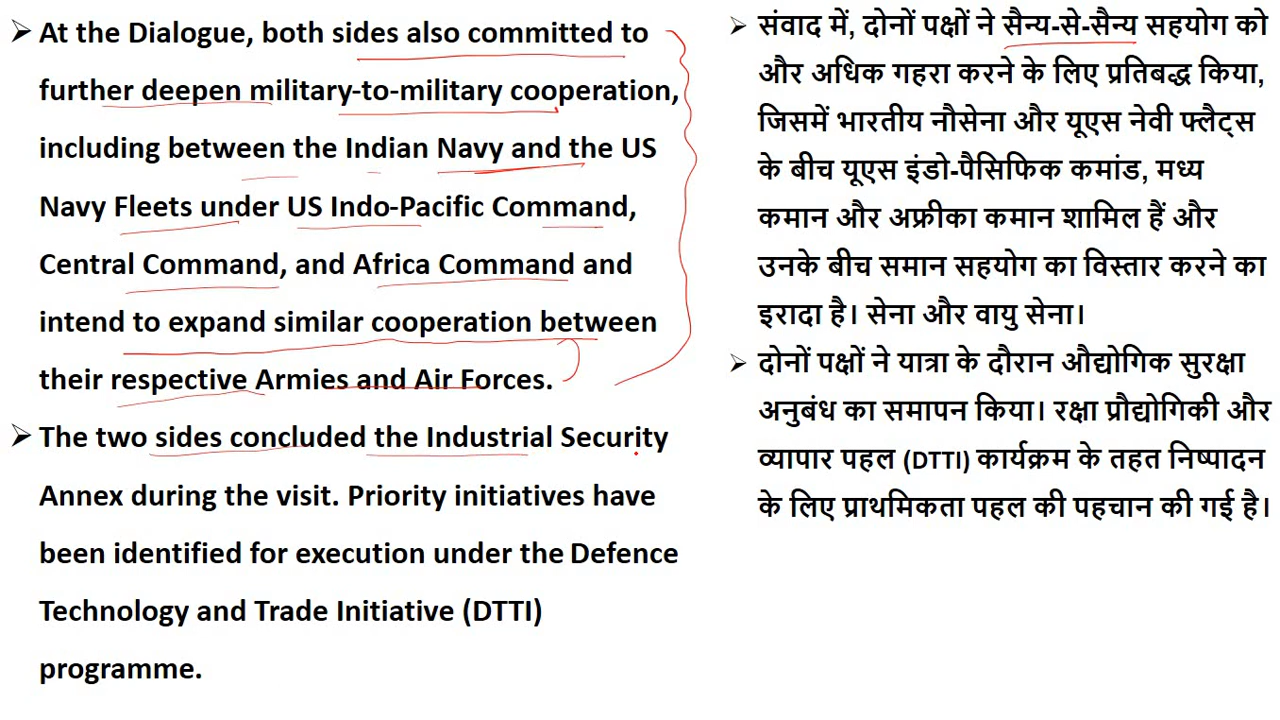 ➢ At the Dialogue, both sides also committed to
further deepen military-to-military cooperation,
including between the Indian Navy and the US
Navy Fleets under US Indo-Pacific Command,
Central Command, and Africa Command and
intend to expand similar cooperation between
their respective Armies and Air Forces.
➢ The two sides concluded the Industrial Security
Annex during the visit. Priority initiatives have
been identified for execution under the Defence
Technology and Trade Initiative (DTTI)
programme.
➢ संवाद में, दोनों पक्षों ने सैन्य-से-सैन्य सहयोग को
और अधिक गहरा करने के लिए प्रतिबद्ध किया,
जिसमें भारतीय नौसेना और यूएस नेवी फ्लैट्स
के बीच यूएस इंडो-पैसिफिक कमांड, मध्य
कमान और अफ्रीका कमान शामिल हैं और
उनके बीच समान सहयोग का विस्तार करने का
इरादा है। सेना और वायु सेना।
➢ दोनों पक्षों ने यात्रा के दौरान औद्योगिक सुरक्षा
अनुबंध का समापन किया। रक्षा प्रौद्योगिकी और
व्यापार पहल (DTTI) कार्यक्रम के तहत निष्पादन
के लिए प्राथमिकता पहल की पहचान की गई है।